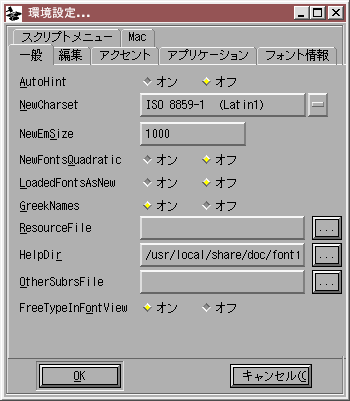 環境設定...
スクリプトメニュー Mac
一般 編集 アクセント アプリケーション フォント情報
AutoHint オン オフ
NewCharset ISO 8859-1 (Latin1)
NewEmSize 1000
NewFontsQuadratic オン オフ
LoadedFontsAsNew オン オフ
GreekNames オン オフ
ResourceFile ...
HelpDir /usr/local/share/doc/font ...
OtherSubrsFile ...
FreeTypeInFontView オン オフ
OK キャンセル(C